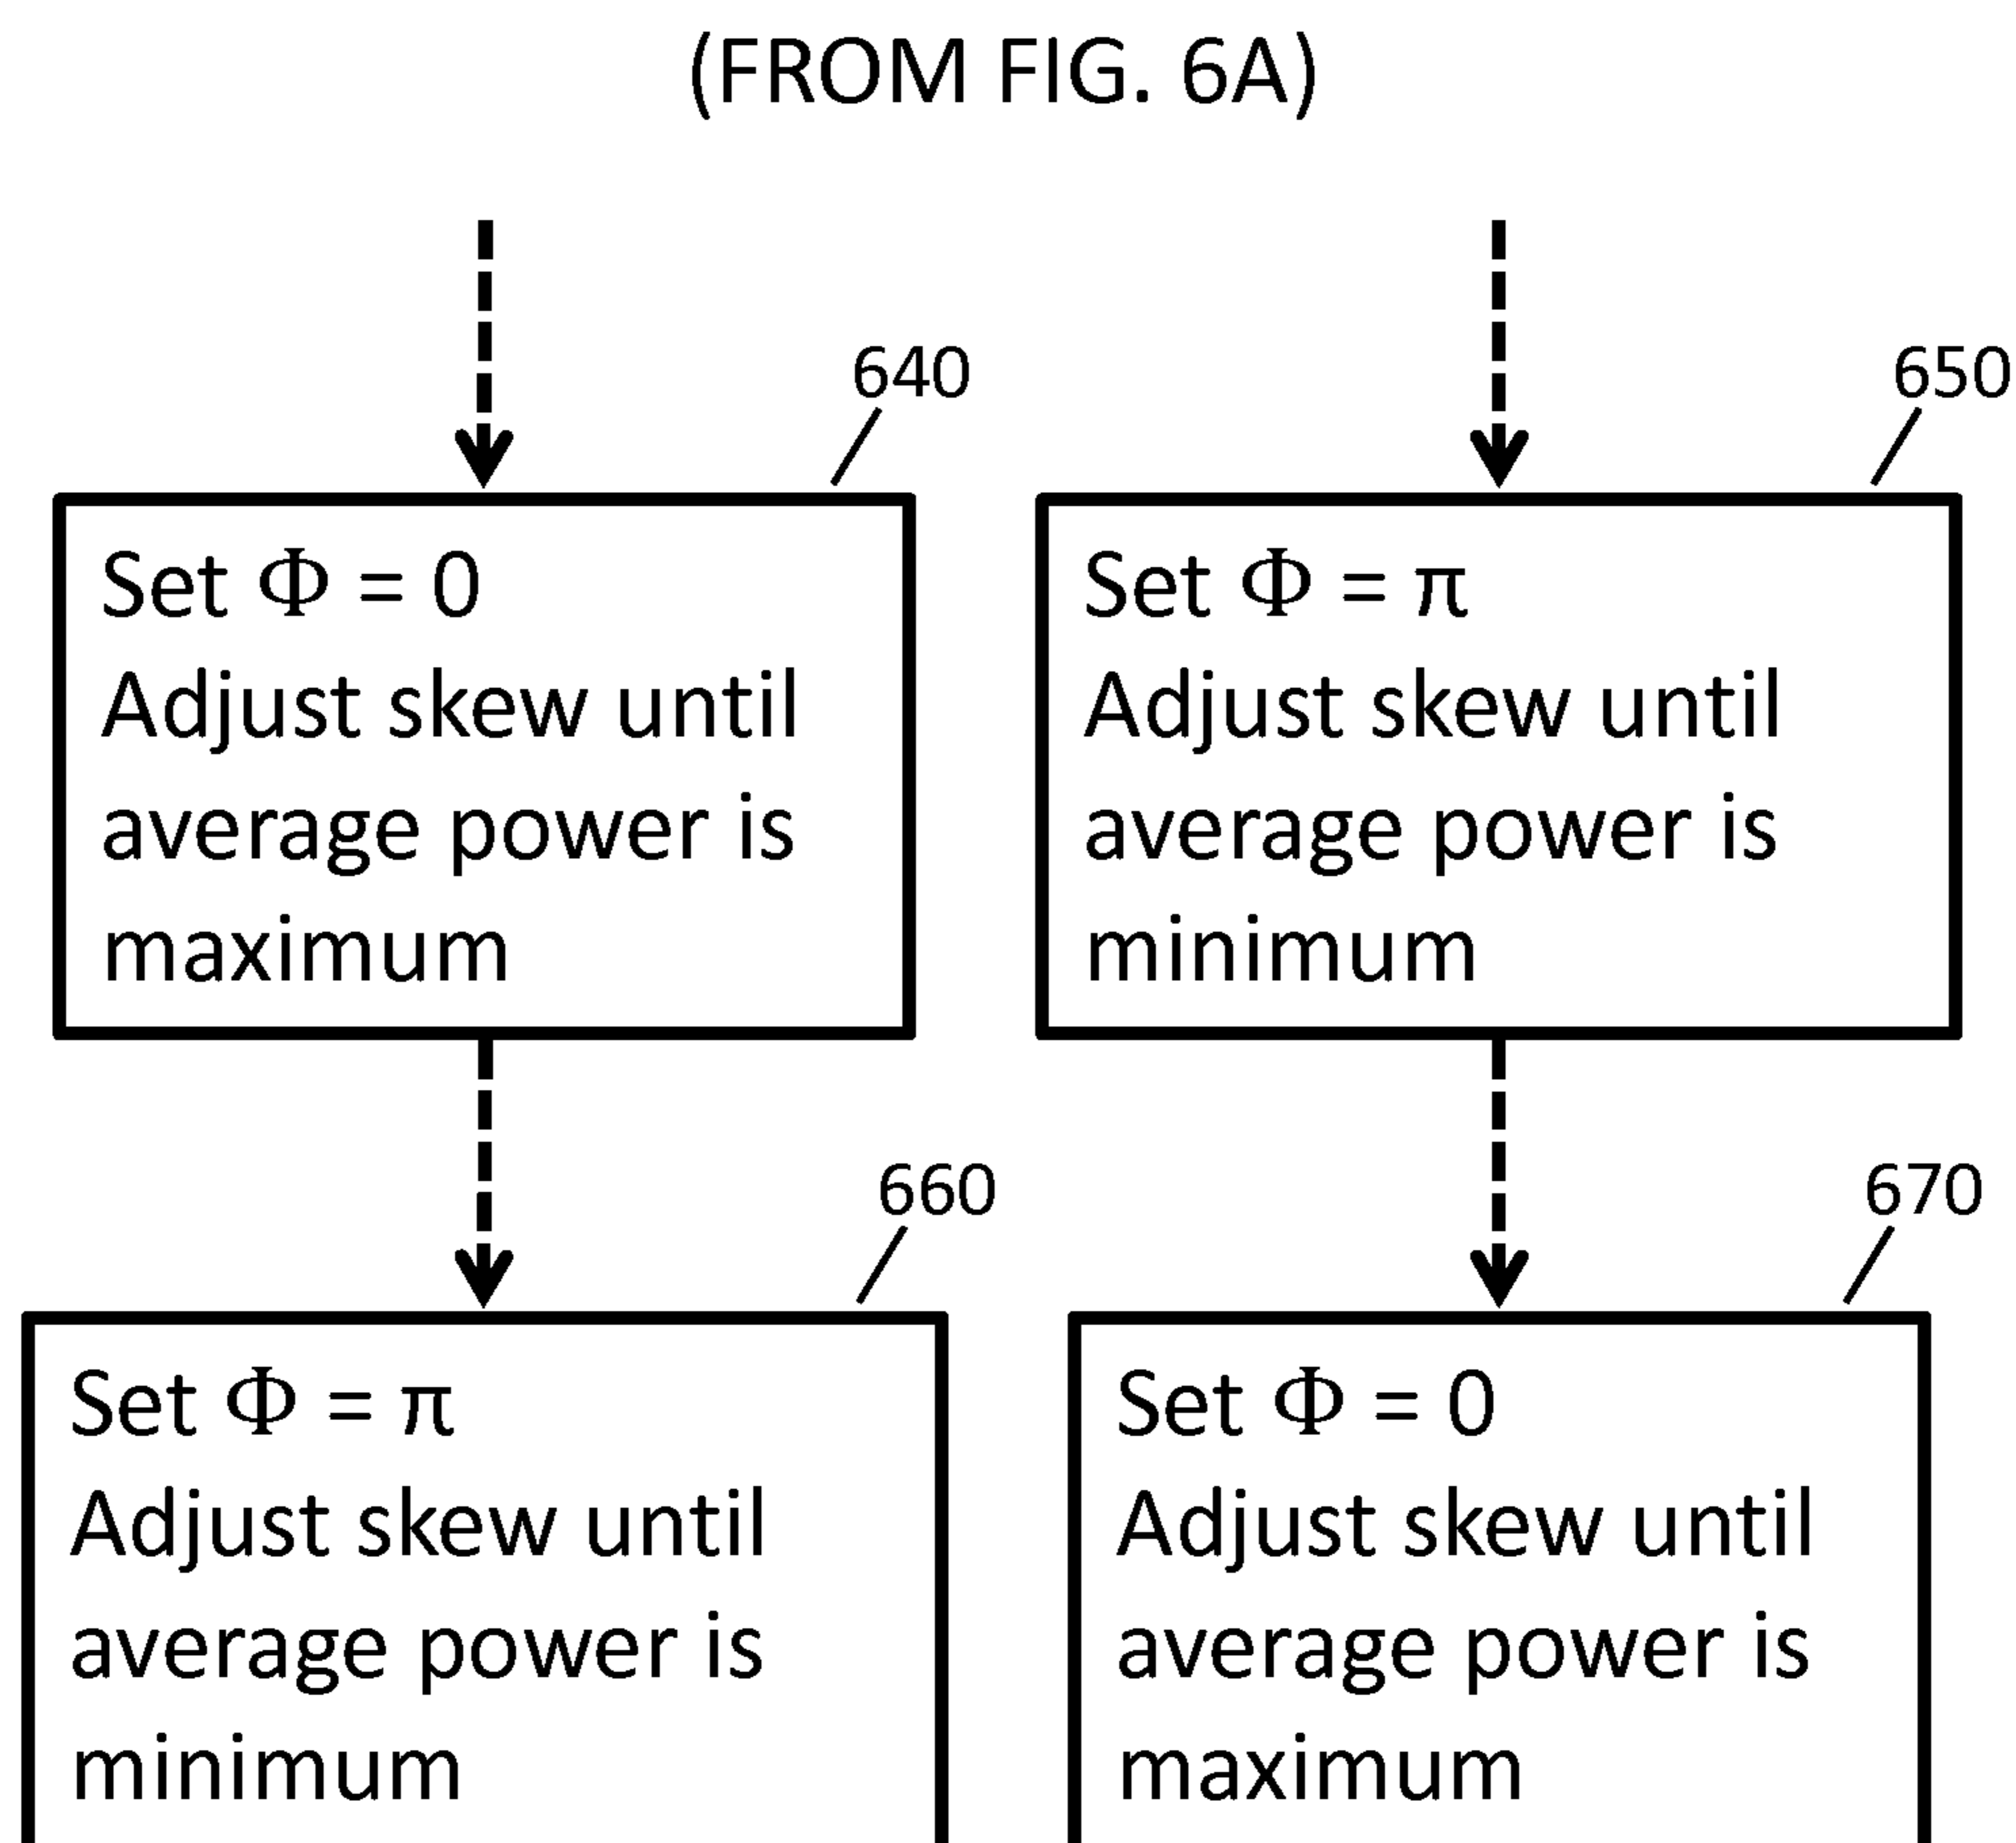 (FROM FIG. 6A)
640
Set Φ = 0
Adjust skew until
average power is
maximum
650
Set Φ = π
Adjust skew until
average power is
minimum
660
Set Φ = π
Adjust skew until
average power is
minimum
670
Set Φ = 0
Adjust skew until
average power is
maximum